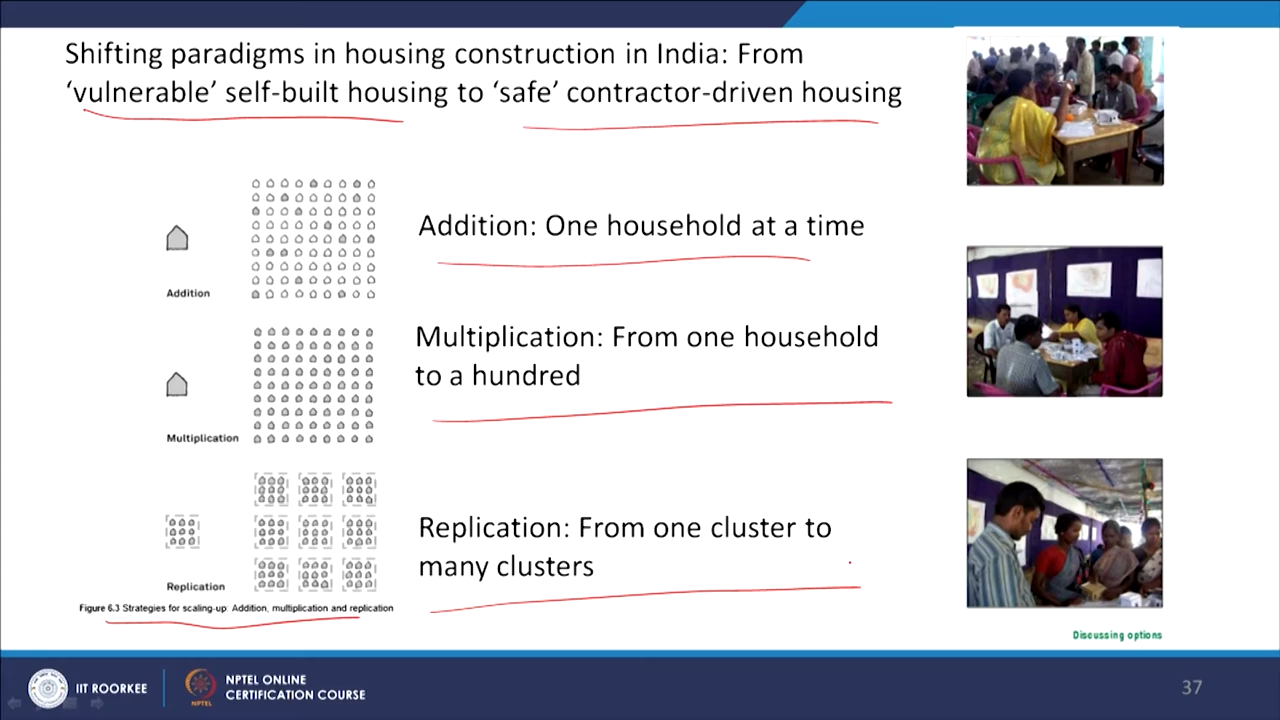 Shifting paradigms in housing construction in India: From
‘vulnerable’ self-built housing to ‘safe’ contractor-driven housing
Addition
Addition: One household at a time
Multiplication
Multiplication: From one household
to a hundred
Replication
Replication: From one cluster to
many clusters
Figure 6.3 Strategies for scaling-up: Addition, multiplication and replication
Discussing options
IIT ROORKEE
NPTEL
NPTEL ONLINE
CERTIFICATION COURSE
37